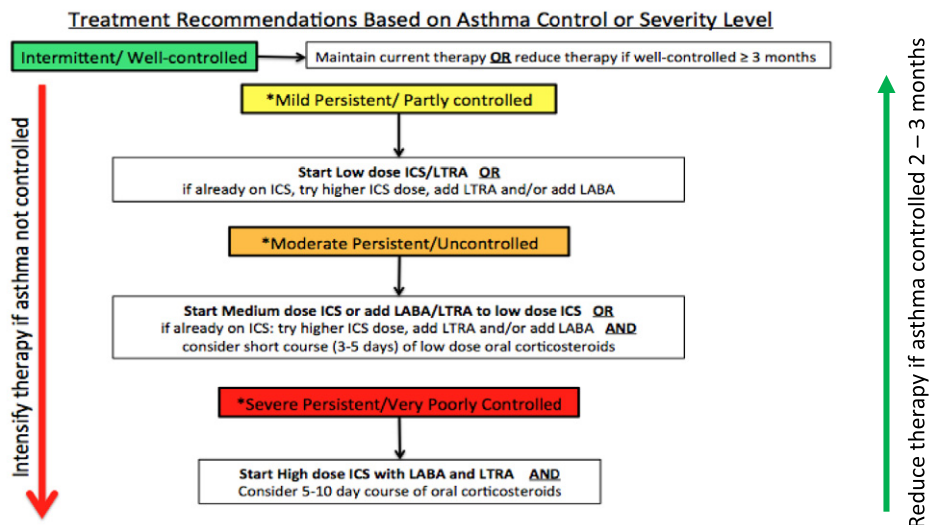 Treatment Recommendations Based on Asthma Control or Severity Level
Intermittent/ Well-controlled
Maintain current therapy OR reduce therapy if well-controlled ≥ 3 months
*Mild Persistent/ Partly controlled
Start Low dose ICS/LTRA OR
if already on ICS, try higher ICS dose, add LTRA and/or add LABA
*Moderate Persistent/Uncontrolled
Start Medium dose ICS or add LABA/LTRA to low dose ICS OR
if already on ICS: try higher ICS dose, add LTRA and/or add LABA AND
consider short course (3-5 days) of low dose oral corticosteroids
*Severe Persistent/Very Poorly Controlled
Start High dose ICS with LABA and LTRA AND
Consider 5-10 day course of oral corticosteroids
Intensify therapy if asthma not controlled
Reduce therapy if asthma controlled 2 – 3 months